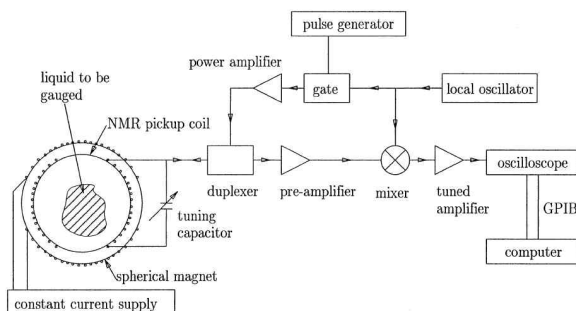 pulse generator
power amplifier
liquid to be
gauged
gate
local oscillator
NMR pickup coil
oscilloscope
duplexer
pre-amplifier
mixer
tuned
amplifier
tuning
capacitor
GPIB
computer
spherical magnet
constant current supply